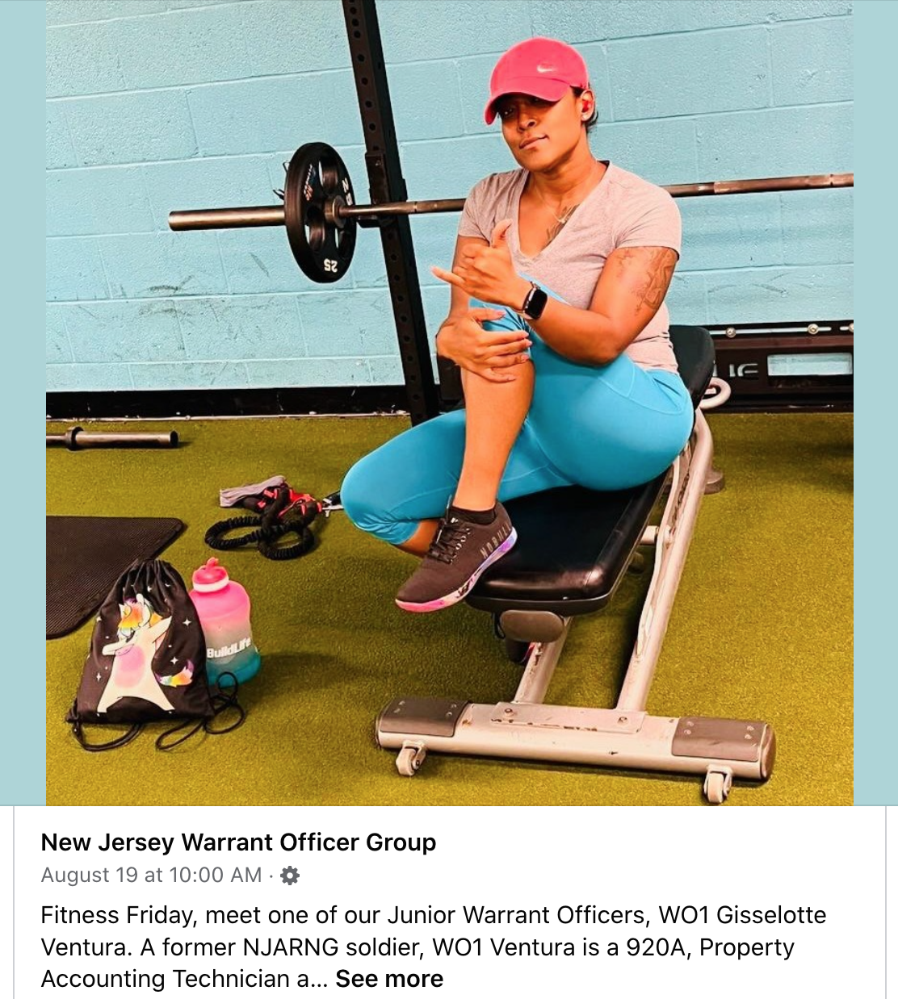 25
NOBULL
BuildLife
New Jersey Warrant Officer Group
August 19 at 10:00 AM ·
Fitness Friday, meet one of our Junior Warrant Officers, WO1 Gisselotte
Ventura. A former NJARNG soldier, WO1 Ventura is a 920A, Property
Accounting Technician a... See more